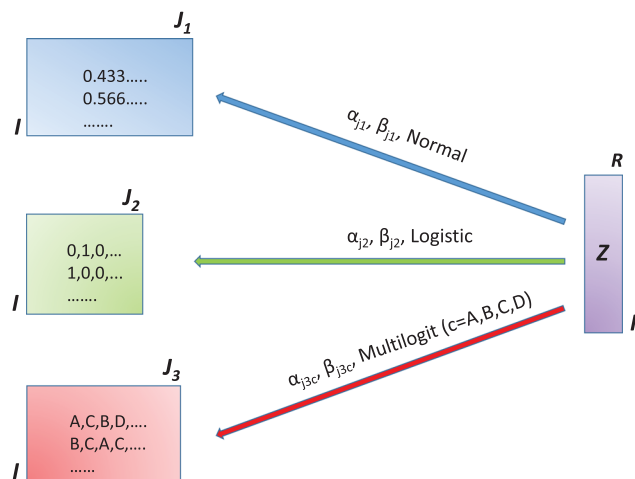 J1
0.433.....
0.566.....
.......
I
αj1, βj1, Normal
R
J2
0,1,0,...
1,0,0,...
.......
I
αj2, βj2, Logistic
Z
I
αj3c, βj3c, Multilogit (c=A,B,C,D)
J3
A,C,B,D,....
B,C,A,C,....
......
I